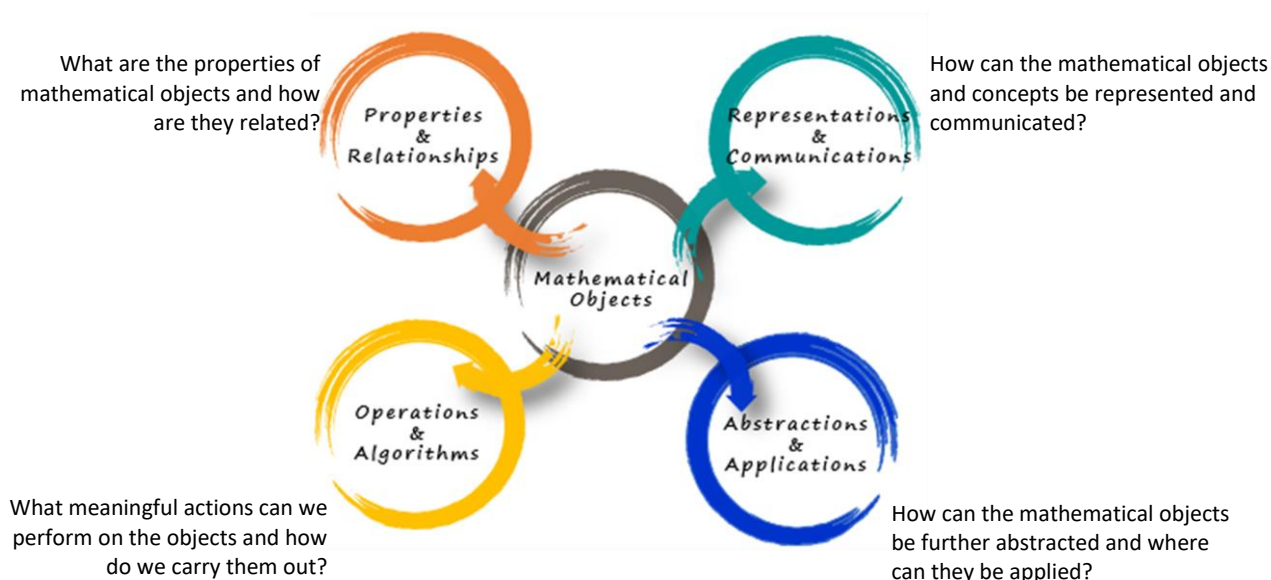 What are the properties of
mathematical objects and how
are they related?
Properties
&
Relationships
Representations
&
Communications
How can the mathematical objects
and concepts be represented and
communicated?
Mathematical
Objects
Operations
&
Algorithms
What meaningful actions can we
perform on the objects and how
do we carry them out?
Abstractions
&
Applications
How can the mathematical objects
be further abstracted and where
can they be applied?